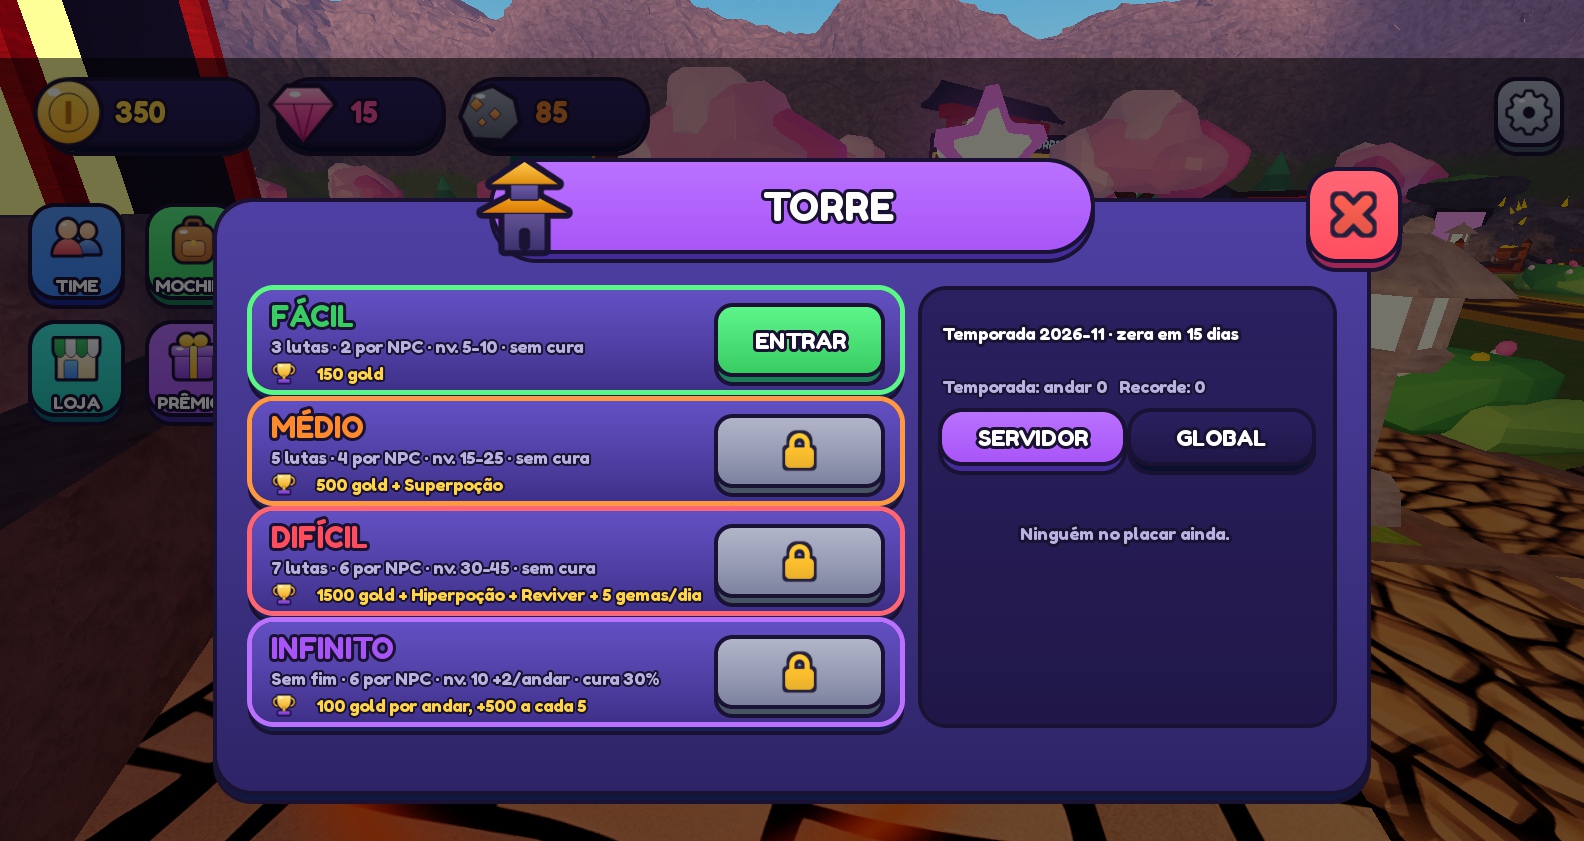 350
15
85
TORRE
TIME
LOJA
FÁCIL
3 lutas · 2 por NPC · nv. 5-10 · sem cura
150 gold
ENTRAR
MÉDIO
5 lutas · 4 por NPC · nv. 15-25 · sem cura
500 gold + Superpoção
DIFÍCIL
7 lutas · 6 por NPC · nv. 30-45 · sem cura
1500 gold + Hiperpoção + Reviver + 5 gemas/dia
INFINITO
Sem fim · 6 por NPC · nv. 10 +2/andar · cura 30%
100 gold por andar, +500 a cada 5
Temporada 2026-11 · zera em 15 dias
Temporada: andar 0 Recorde: 0
SERVIDOR
GLOBAL
Ninguém no placar ainda.